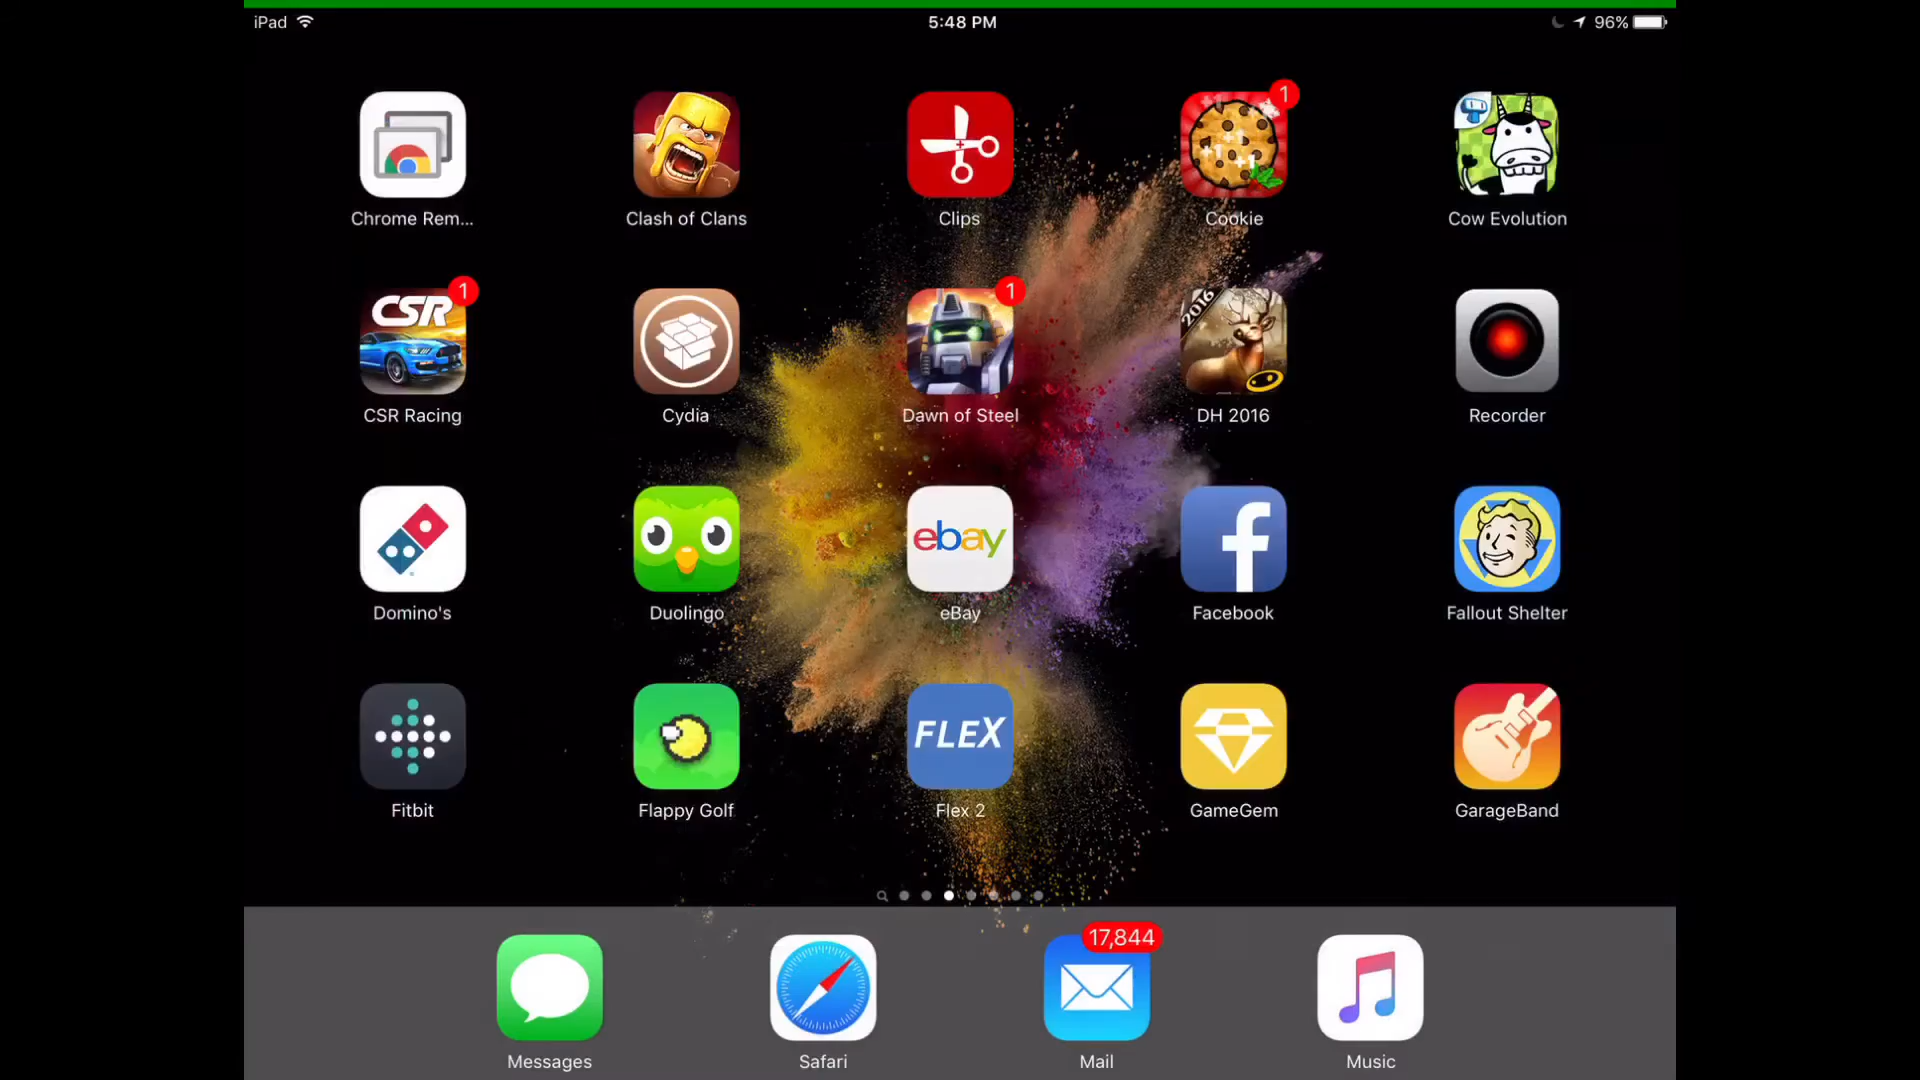 iPad 5:48 PM 96%
1
Chrome Rem... Clash of Clans Clips Cookie Cow Evolution
CSR 1 1 2016
CSR Racing Cydia Dawn of Steel DH 2016 Recorder
ebay f
Domino's Duolingo eBay Facebook Fallout Shelter
FLEX
Fitbit Flappy Golf Flex 2 GameGem GarageBand
17,844
Messages Safari Mail Music